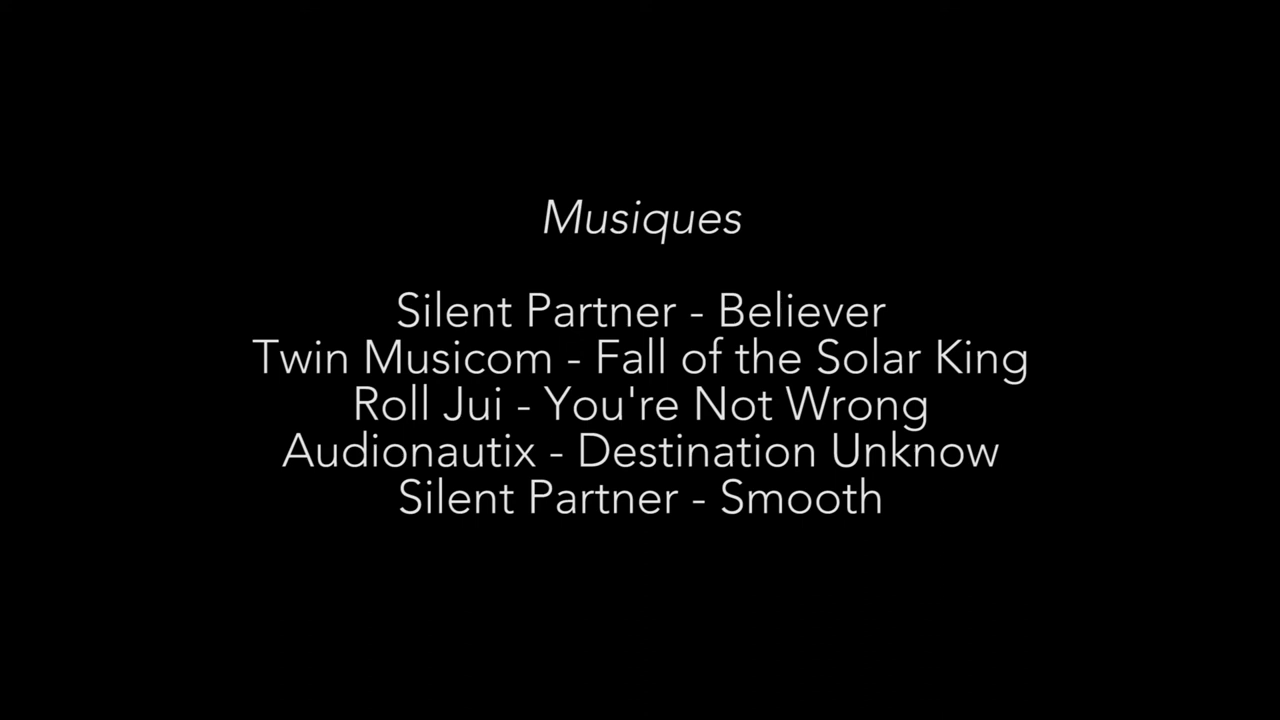 Musiques
Silent Partner - Believer
Twin Musicom - Fall of the Solar King
Roll Jui - You're Not Wrong
Audionautix - Destination Unknow
Silent Partner - Smooth